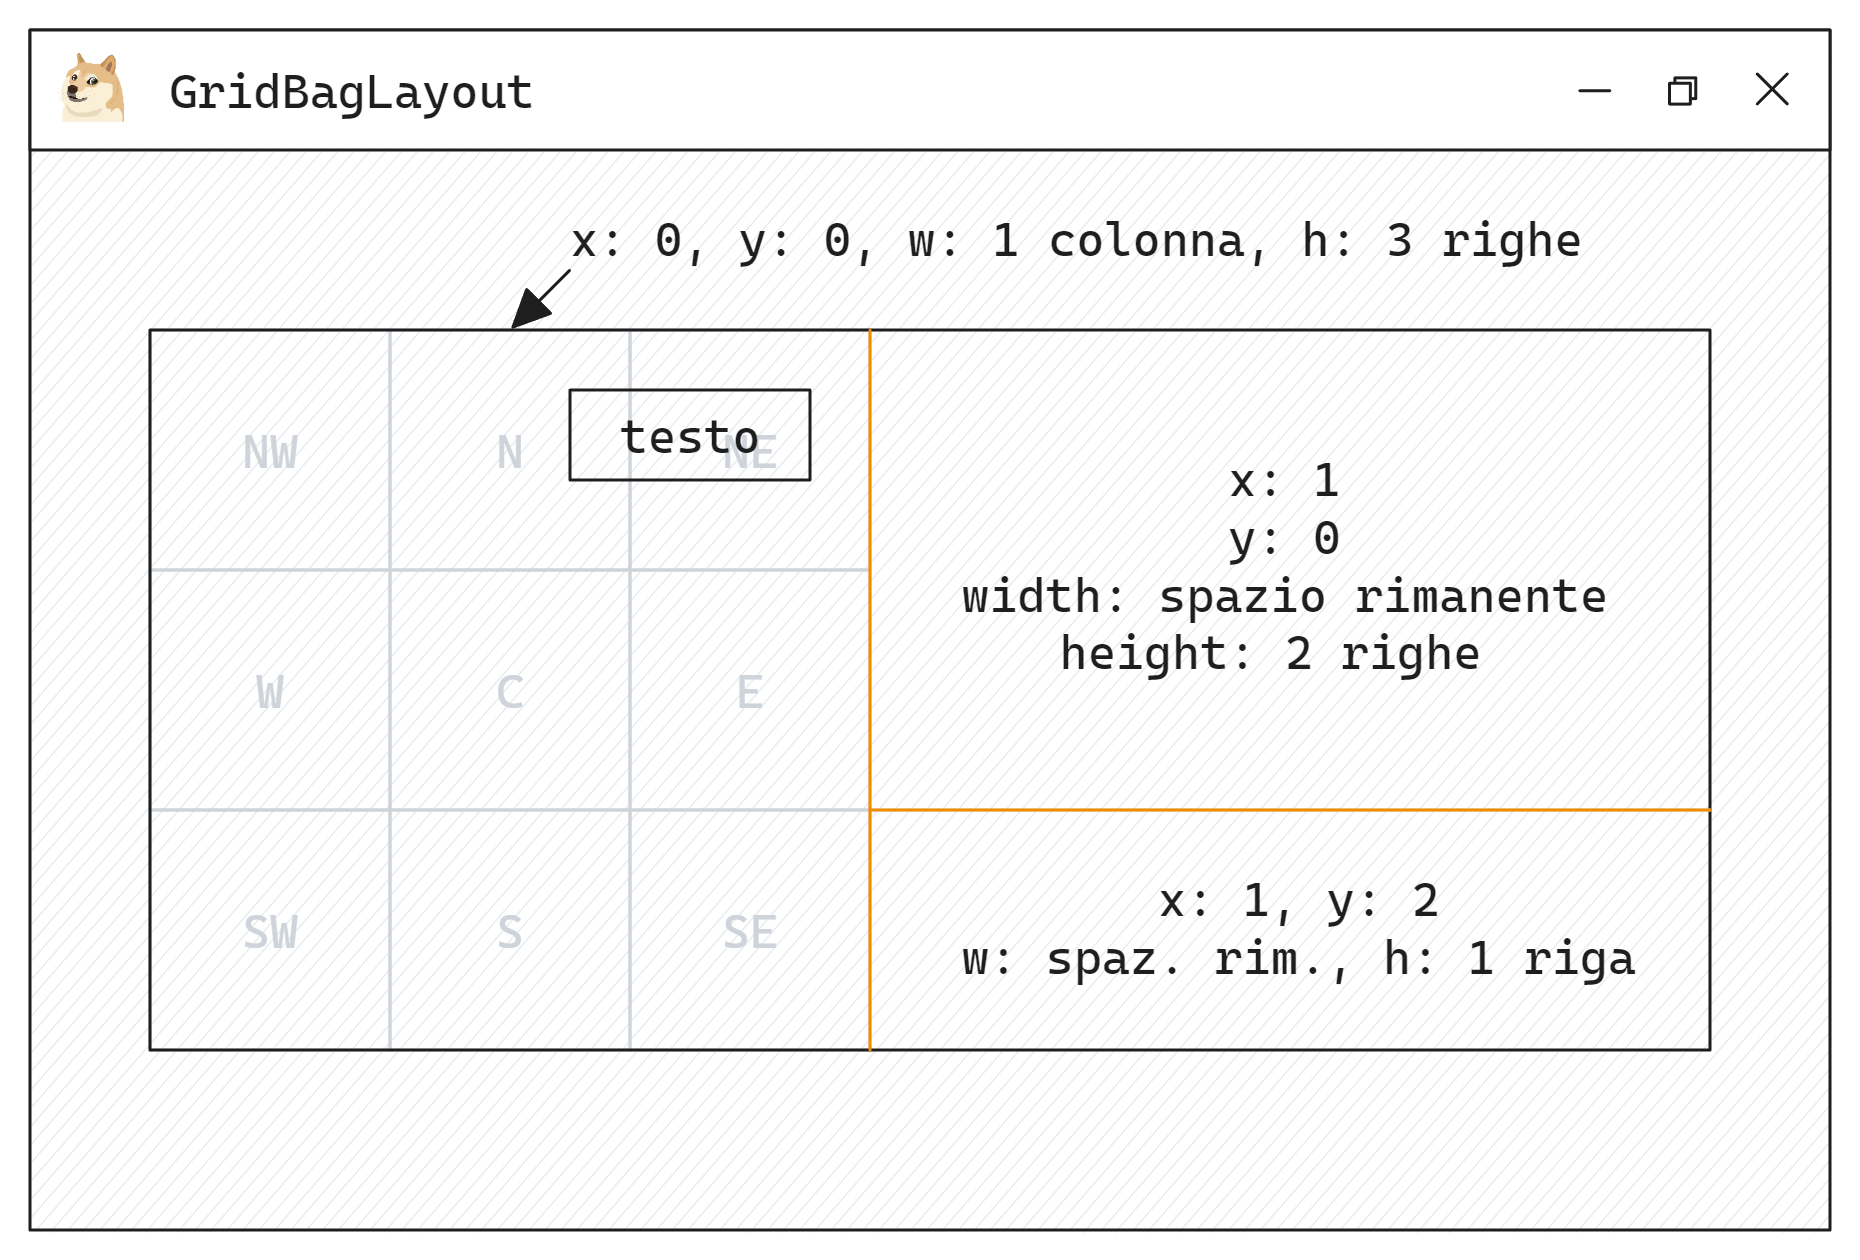 GridBagLayout
x: 0, y: 0, w: 1 colonna, h: 3 righe
NW
N
testo
NE
x: 1
y: 0
width: spazio rimanente
height: 2 righe
W
C
E
SW
S
SE
x: 1, y: 2
w: spaz. rim., h: 1 riga